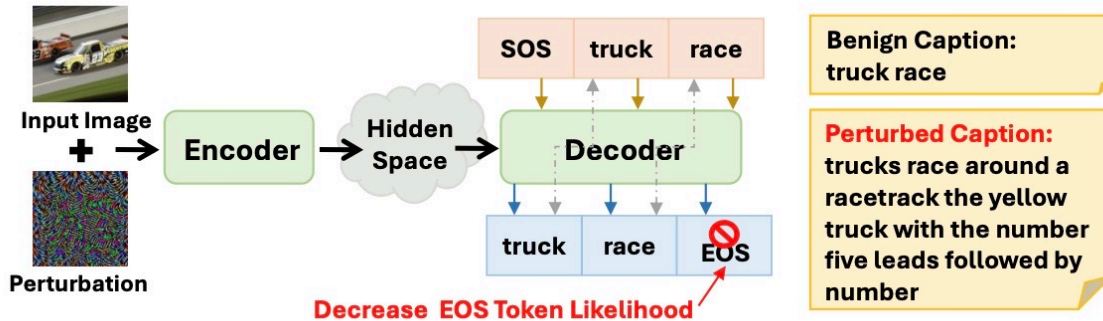 Input Image
+
Perturbation
Encoder
Hidden
Space
SOS truck race
Decoder
truck race EOS
Decrease EOS Token Likelihood
Benign Caption:
truck race
Perturbed Caption:
trucks race around a
racetrack the yellow
truck with the number
five leads followed by
number